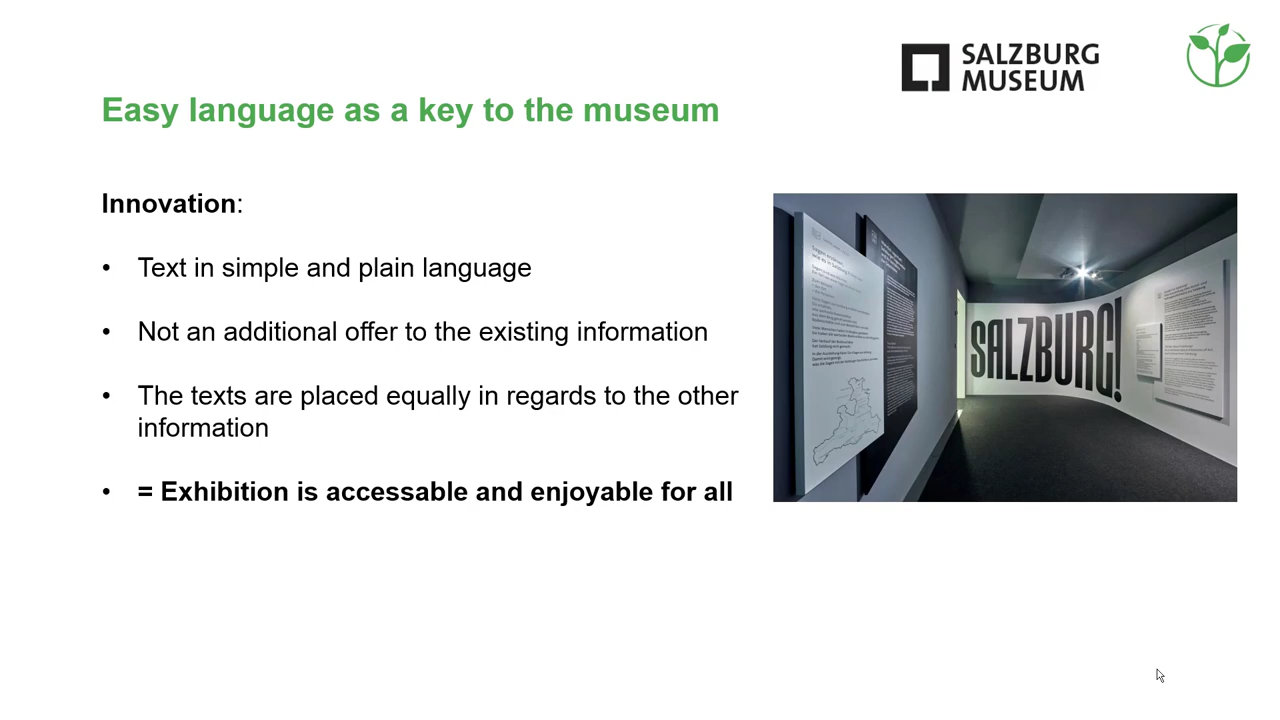 SALZBURG
MUSEUM
Easy language as a key to the museum
Innovation:
• Text in simple and plain language
• Not an additional offer to the existing information
• The texts are placed equally in regards to the other
information
• = Exhibition is accessable and enjoyable for all
SALZBURG!